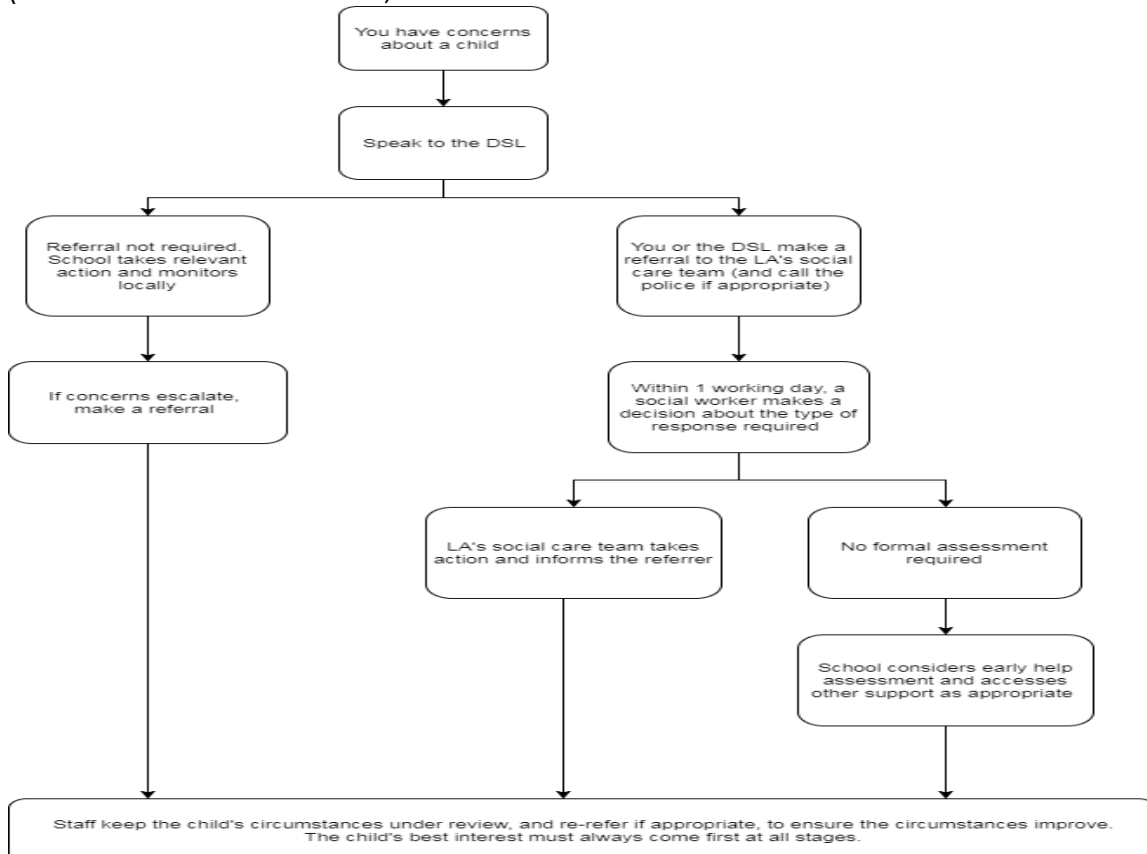 You have concerns
about a child
Speak to the DSL
Referral not required.
School takes relevant
action and monitors
locally
You or the DSL make a
referral to the LA's social
care team (and call the
police if appropriate)
If concerns escalate,
make a referral
Within 1 working day, a
social worker makes a
decision about the type of
response required
LA's social care team takes
action and informs the referrer
No formal assessment
required
School considers early help
assessment and accesses
other support as appropriate
Staff keep the child's circumstances under review, and re-refer if appropriate, to ensure the circumstances improve.
The child's best interest must always come first at all stages.